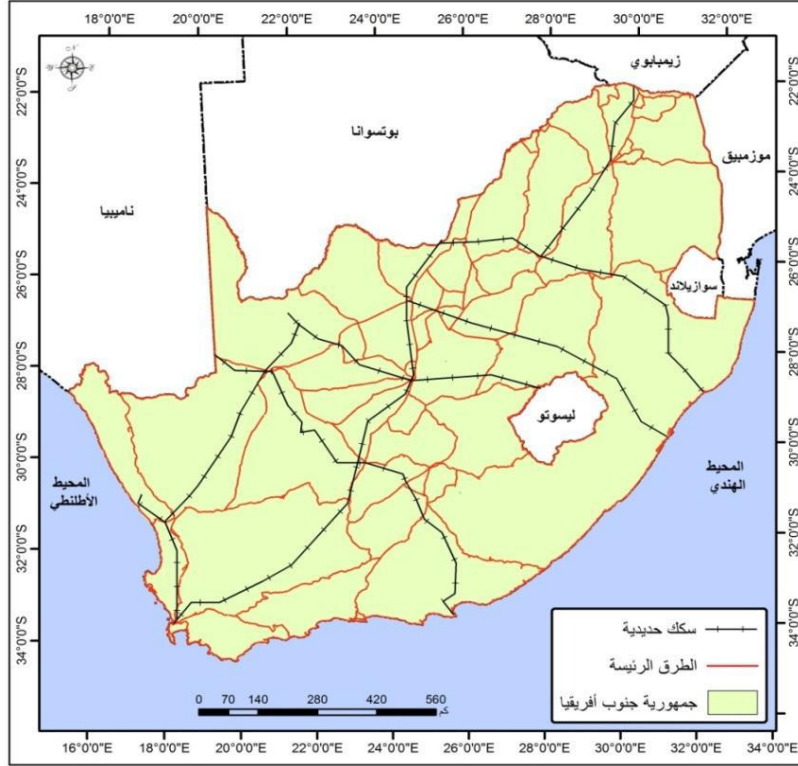 18°0'0"E 20°0'0"E 22°0'0"E 24°0'0"E 26°0'0"E 28°0'0"E 30°0'0"E 32°0'0"E
22°0'0"S
24°0'0"S
26°0'0"S
28°0'0"S
30°0'0"S
32°0'0"S
34°0'0"S
زيمبابوي
بوتسوانا
موزمبيق
ناميبيا
سوازيلاند
ليسوتو
المحيط
الهندي
المحيط
الأطلنطي
22°0'0"S
24°0'0"S
26°0'0"S
28°0'0"S
30°0'0"S
32°0'0"S
34°0'0"S
سكك حديدية
الطرق الرئيسة
جمهورية جنوب أفريقيا
0 70 140 280 420 560
كم
16°0'0"E 18°0'0"E 20°0'0"E 22°0'0"E 24°0'0"E 26°0'0"E 28°0'0"E 30°0'0"E 32°0'0"E 34°0'0"E